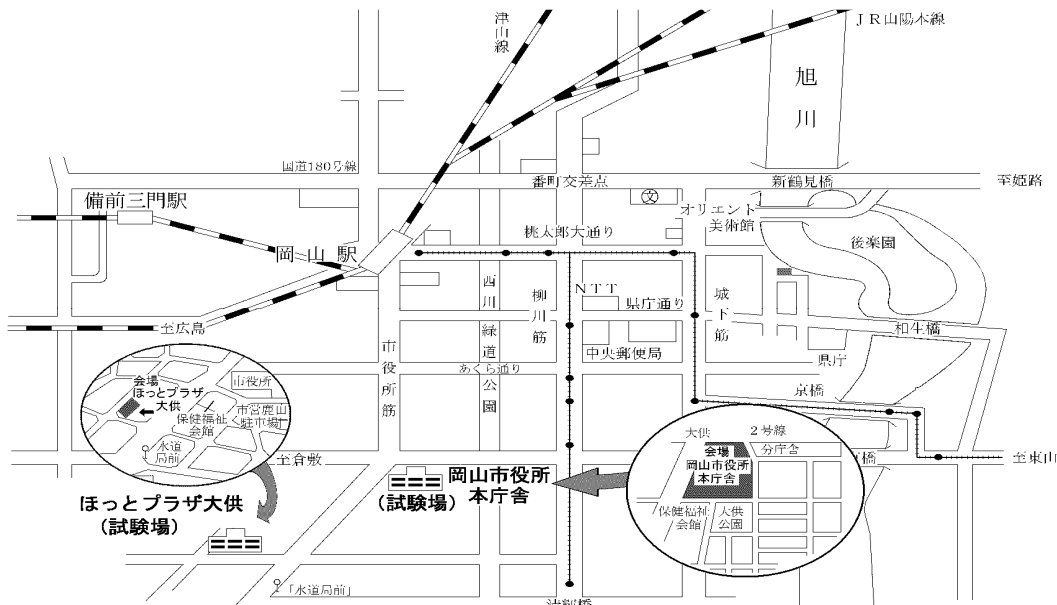 津山線
JR山陽本線
旭川
国道180号線
番町交差点
新鶴見橋
至姫路
備前三門駅
文
オリエント
美術館
岡山駅
桃太郎大通り
後楽園
西川
緑道
公園
柳川筋
NTT
県庁通り
城下筋
至広島
市役所筋
中央郵便局
和生橋
あくら通り
県庁
京橋
会場
ほっとプラザ
大供
市役所
保健福祉
会館
市営鹿田
駐車場
水道
局前
至倉敷
大供
2号線
会場
分庁舎
岡山市役所
本庁舎
保健福祉
会館
大供
公園
橋
至東山
ほっとプラザ大供
(試験場)
(試験場)
岡山市役所
本庁舎
「水道局前」